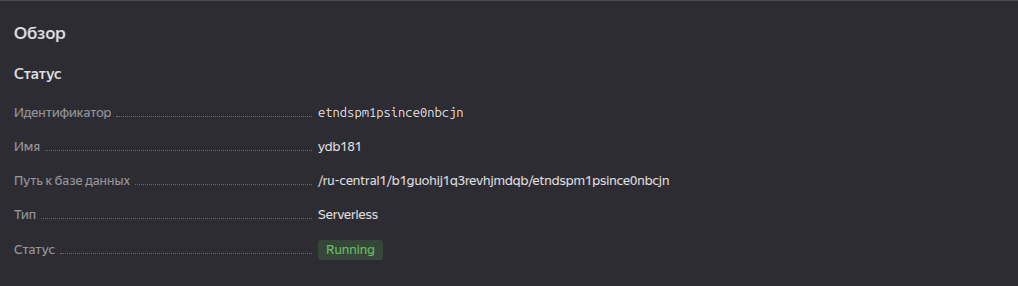 Обзор
Статус
Идентификатор etndspm1psince0nbcjn
Имя ydb181
Путь к базе данных /ru-central1/b1guohij1q3revhjmdqb/etndspm1psince0nbcjn
Тип Serverless
Статус Running